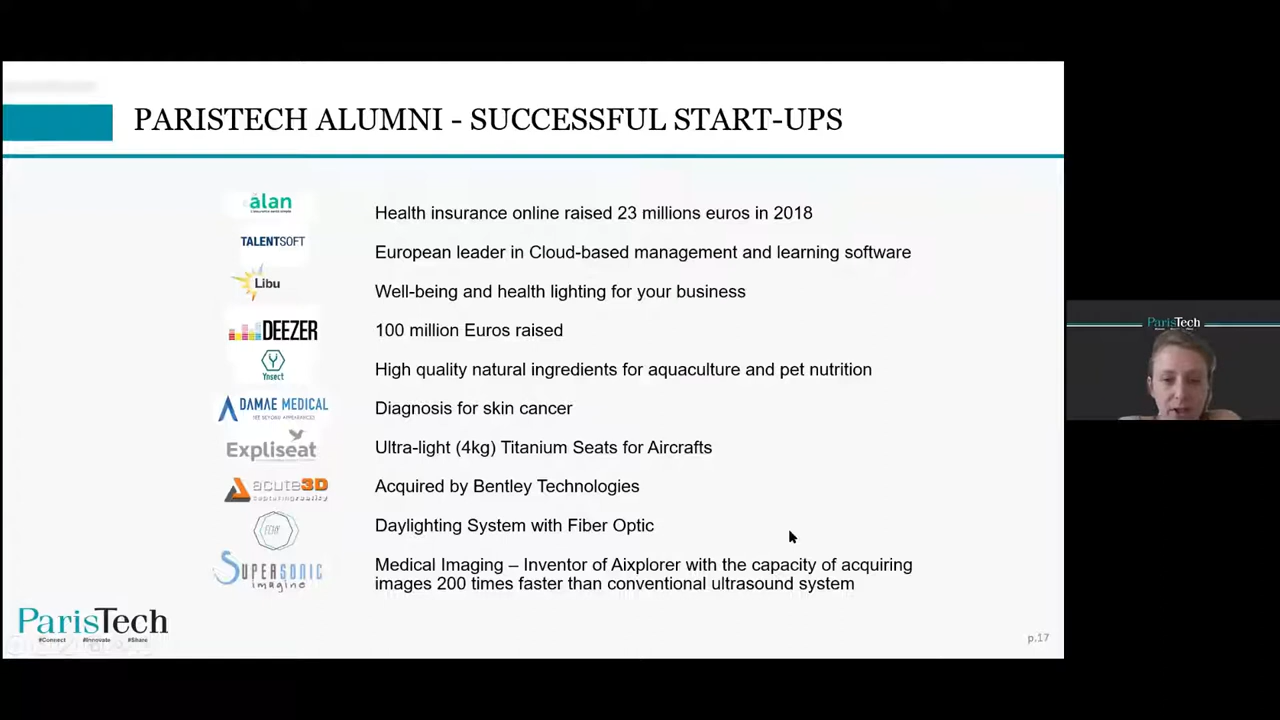 PARISTECH ALUMNI - SUCCESSFUL START-UPS
alan
Health insurance online raised 23 millions euros in 2018
TALENTSOFT
European leader in Cloud-based management and learning software
Libu
Well-being and health lighting for your business
DEEZER
100 million Euros raised
Ynsect
High quality natural ingredients for aquaculture and pet nutrition
DAMAE MEDICAL
SEE BEYOND APPEARANCES
Diagnosis for skin cancer
Expliseat
Ultra-light (4kg) Titanium Seats for Aircrafts
acute3D
capturing reality
Acquired by Bentley Technologies
ECHY
Daylighting System with Fiber Optic
SUPERSONIC
imagine
Medical Imaging – Inventor of Aixplorer with the capacity of acquiring
images 200 times faster than conventional ultrasound system
ParisTech
#Connect #Innovate #Share
p.17
ParisTech